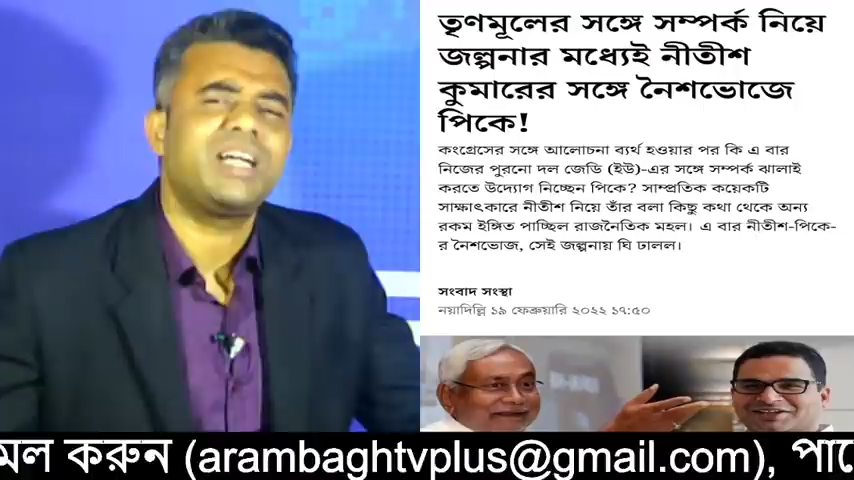 তৃণমূলের সঙ্গে সম্পর্ক নিয়ে
জল্পনার মধ্যেই নীতীশ
কুমারের সঙ্গে নৈশভোজে
পিকে!
কংগ্রেসের সঙ্গে আলোচনা ব্যর্থ হওয়ার পর কি এ বার
নিজের পুরনো দল জেডি (ইউ)-এর সঙ্গে সম্পর্ক ঝালাই
করতে উদ্যোগ নিচ্ছেন পিকে? সাম্প্রতিক কয়েকটি
সাক্ষাৎকারে নীতীশ নিয়ে তাঁর বলা কিছু কথা থেকে অন্য
রকম ইঙ্গিত পাচ্ছিল রাজনৈতিক মহল। এ বার নীতীশ-পিকে-
র নৈশভোজ, সেই জল্পনায় ঘি ঢালল।
সংবাদ সংস্থা
নয়াদিল্লি ১৯ ফেব্রুয়ারি ২০২২ ১৭:৫০
মেল করুন (arambaghtvplus@gmail.com),